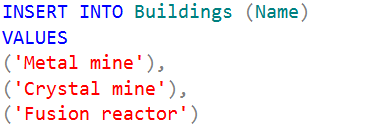 INSERT INTO Buildings (Name)
VALUES
('Metal mine'),
('Crystal mine'),
('Fusion reactor')